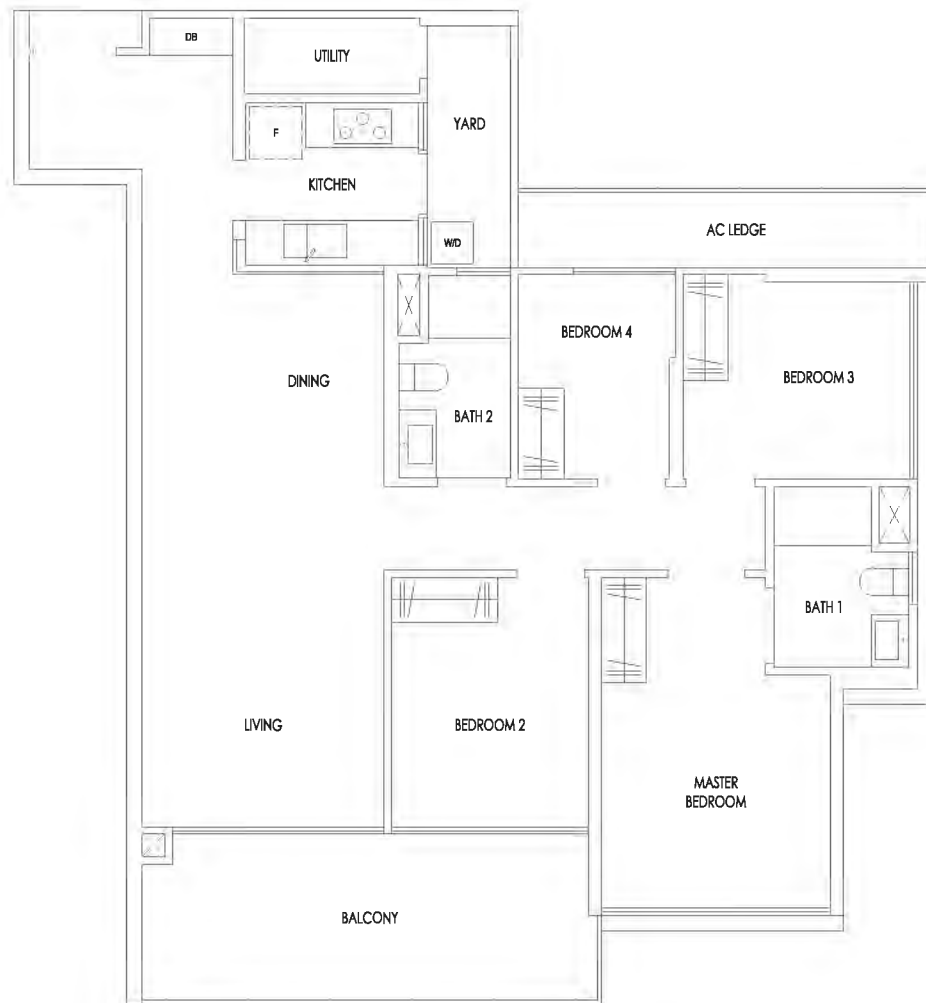 DB
UTILITY
F
YARD
KITCHEN
W/D
AC LEDGE
BEDROOM 4
DINING
BEDROOM 3
BATH 2
BATH 1
LIVING
BEDROOM 2
MASTER
BEDROOM
BALCONY